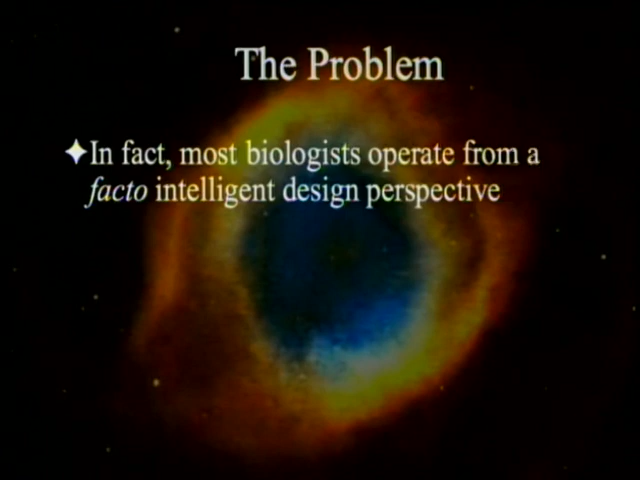 The Problem
In fact, most biologists operate from a
facto intelligent design perspective